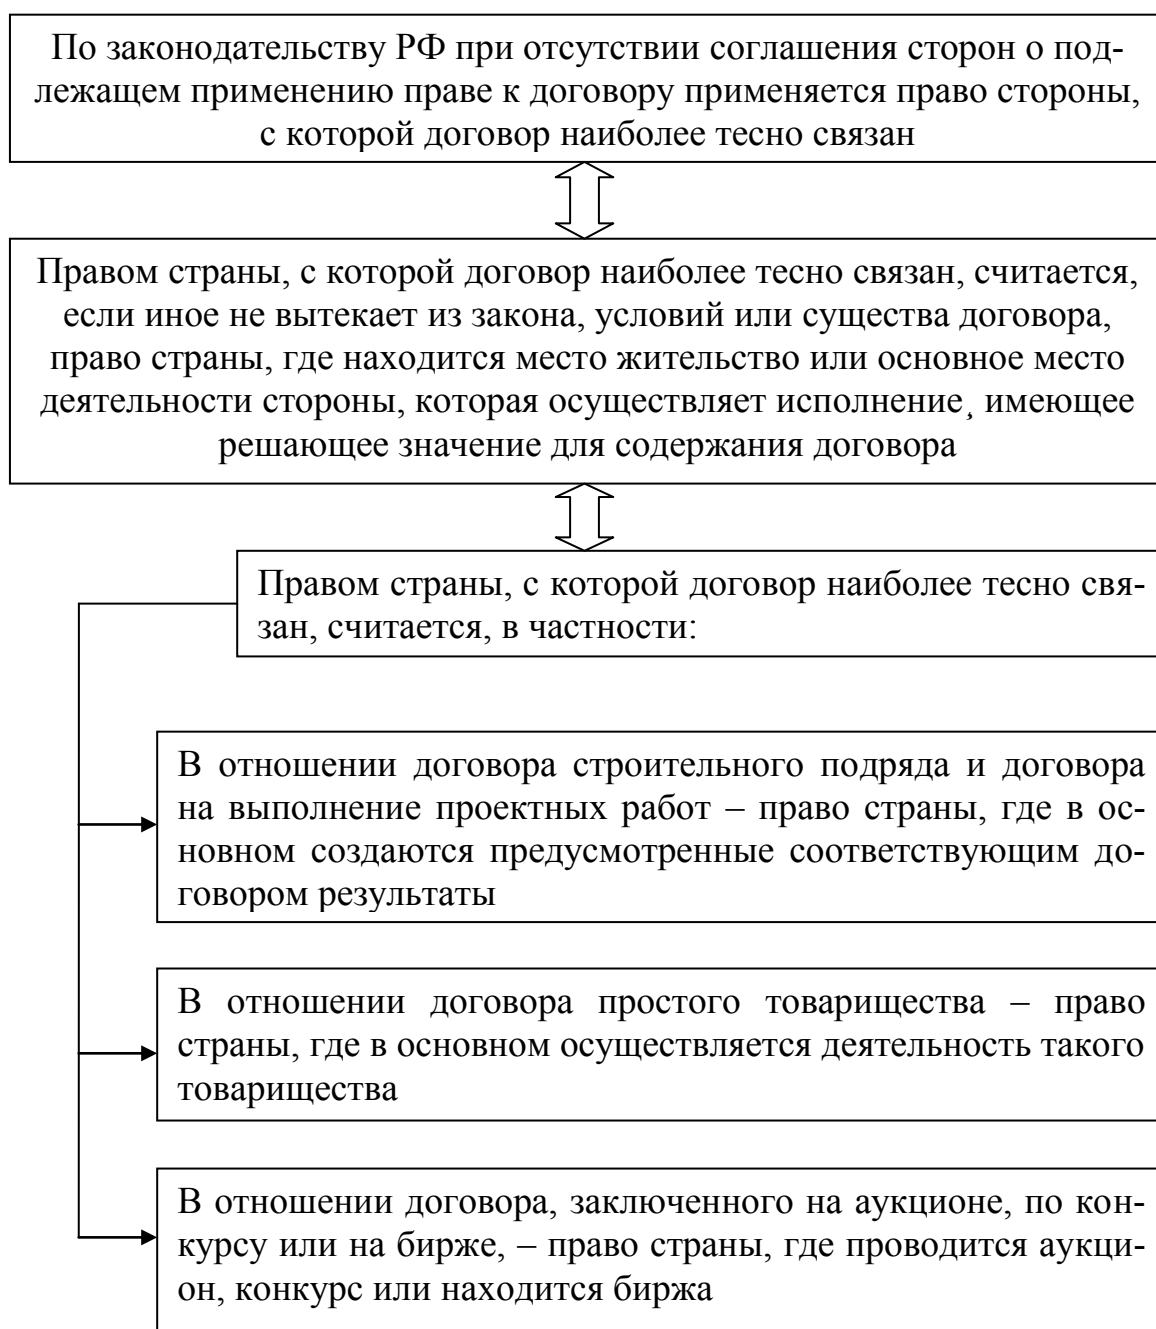 По законодательству РФ при отсутствии соглашения сторон о под-
лежащем применению праве к договору применяется право стороны,
с которой договор наиболее тесно связан
Правом страны, с которой договор наиболее тесно связан, считается,
если иное не вытекает из закона, условий или существа договора,
право страны, где находится место жительство или основное место
деятельности стороны, которая осуществляет исполнение, имеющее
решающее значение для содержания договора
Правом страны, с которой договор наиболее тесно свя-
зан, считается, в частности:
В отношении договора строительного подряда и договора
на выполнение проектных работ – право страны, где в ос-
новном создаются предусмотренные соответствующим до-
говором результаты
В отношении договора простого товарищества – право
страны, где в основном осуществляется деятельность такого
товарищества
В отношении договора, заключенного на аукционе, по кон-
курсу или на бирже, – право страны, где проводится аукци-
он, конкурс или находится биржа